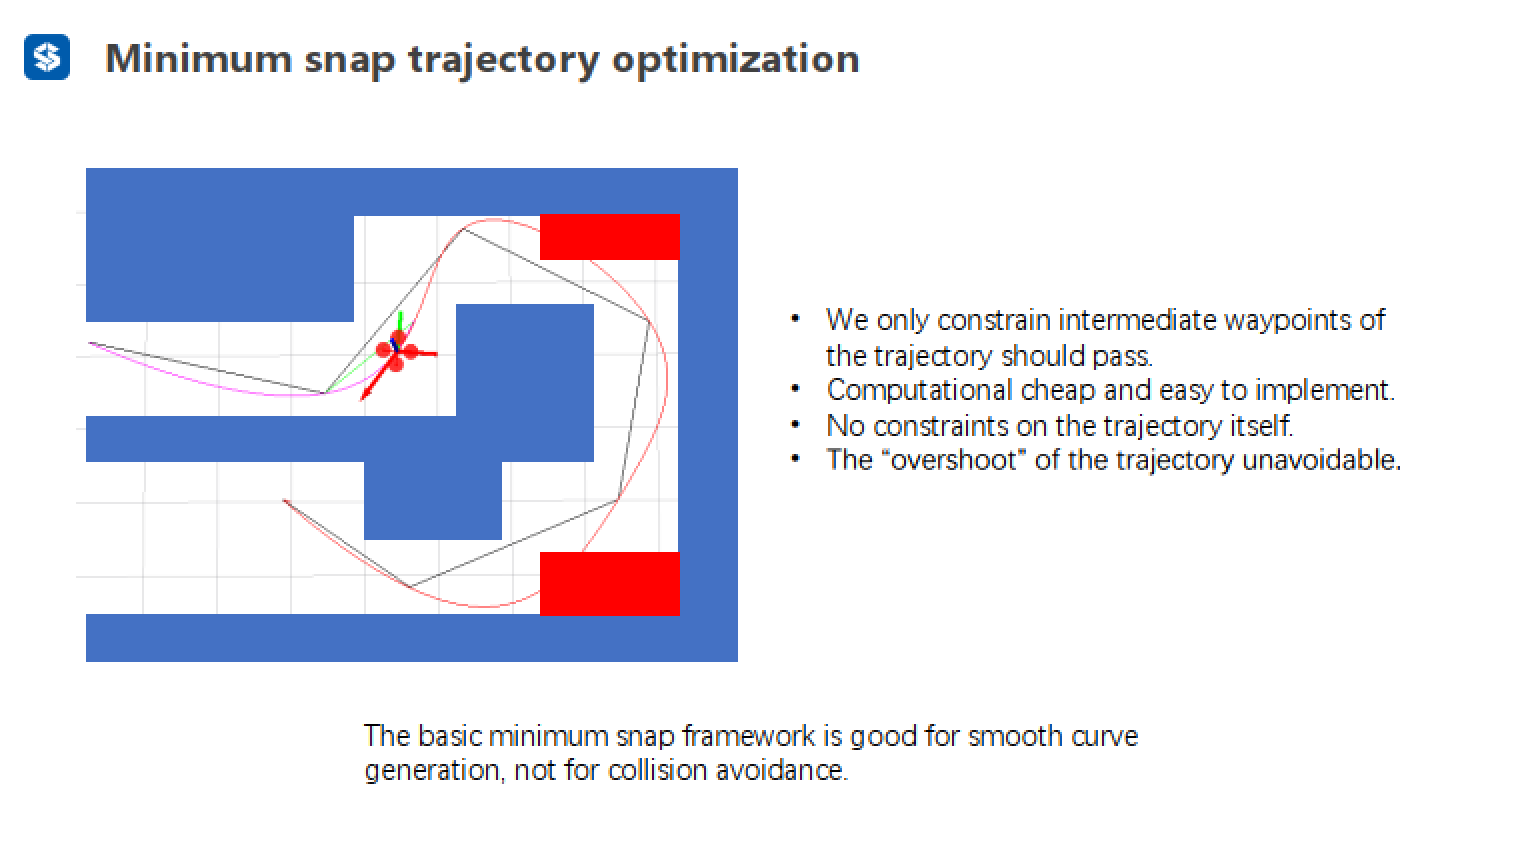 Minimum snap trajectory optimization
• We only constrain intermediate waypoints of
the trajectory should pass.
• Computational cheap and easy to implement.
• No constraints on the trajectory itself.
• The “overshoot” of the trajectory unavoidable.
The basic minimum snap framework is good for smooth curve
generation, not for collision avoidance.